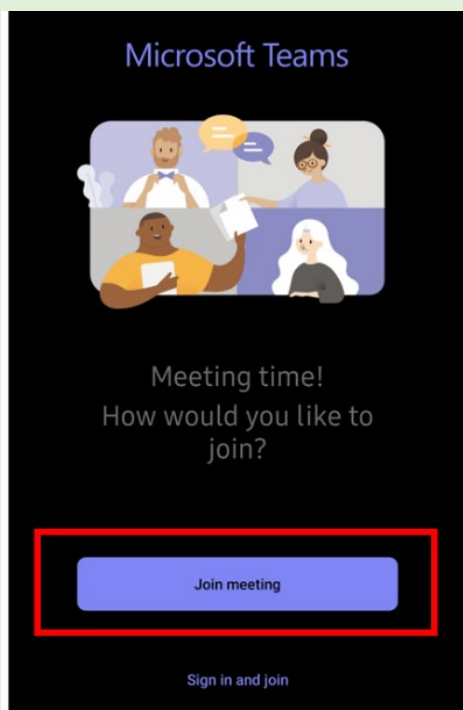 Microsoft Teams
Meeting time!
How would you like to
join?
Join meeting
Sign in and join